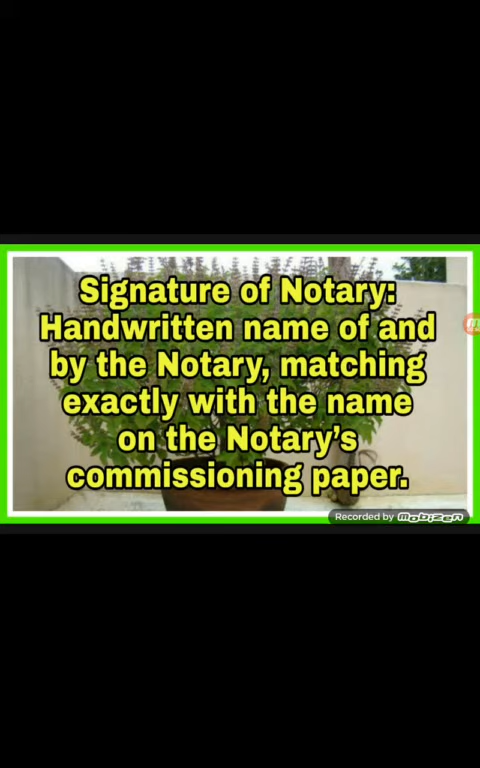 Signature of Notary:
Handwritten name of and
by the Notary, matching
exactly with the name
on the Notary's
commissioning paper.
Recorded by Mobizen